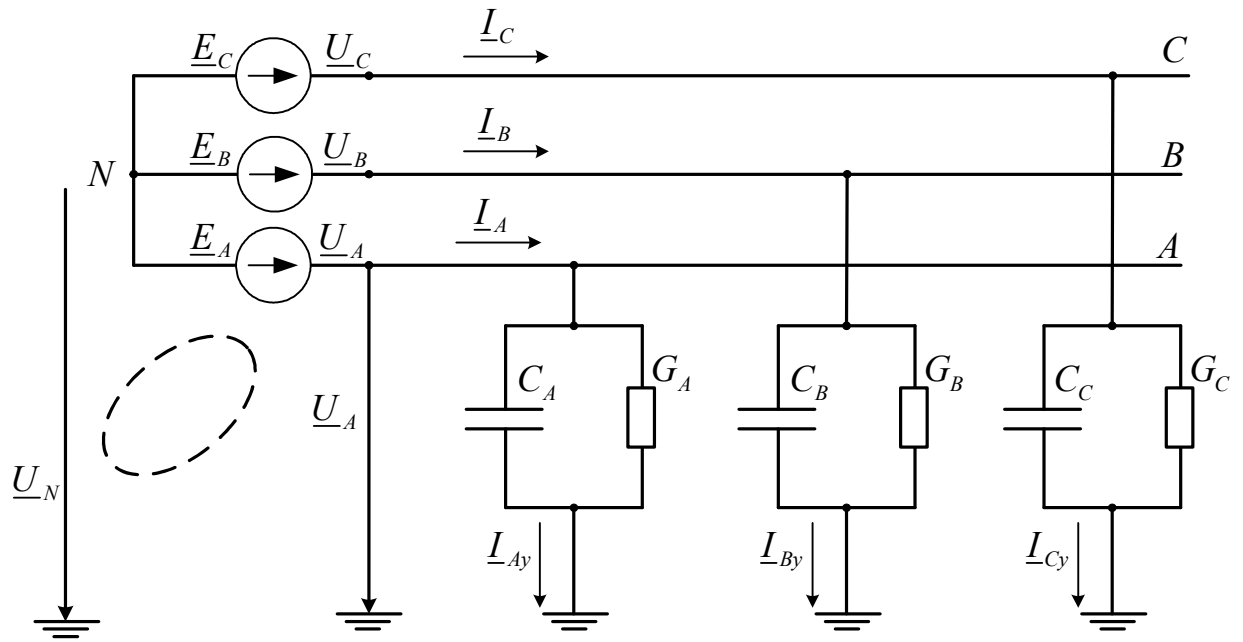 I_C
E_C U_C C
I_B
N E_B U_B B
I_A
E_A U_A A
C_A G_A C_B G_B C_C G_C
U_A
U_N
I_Ay I_By I_Cy